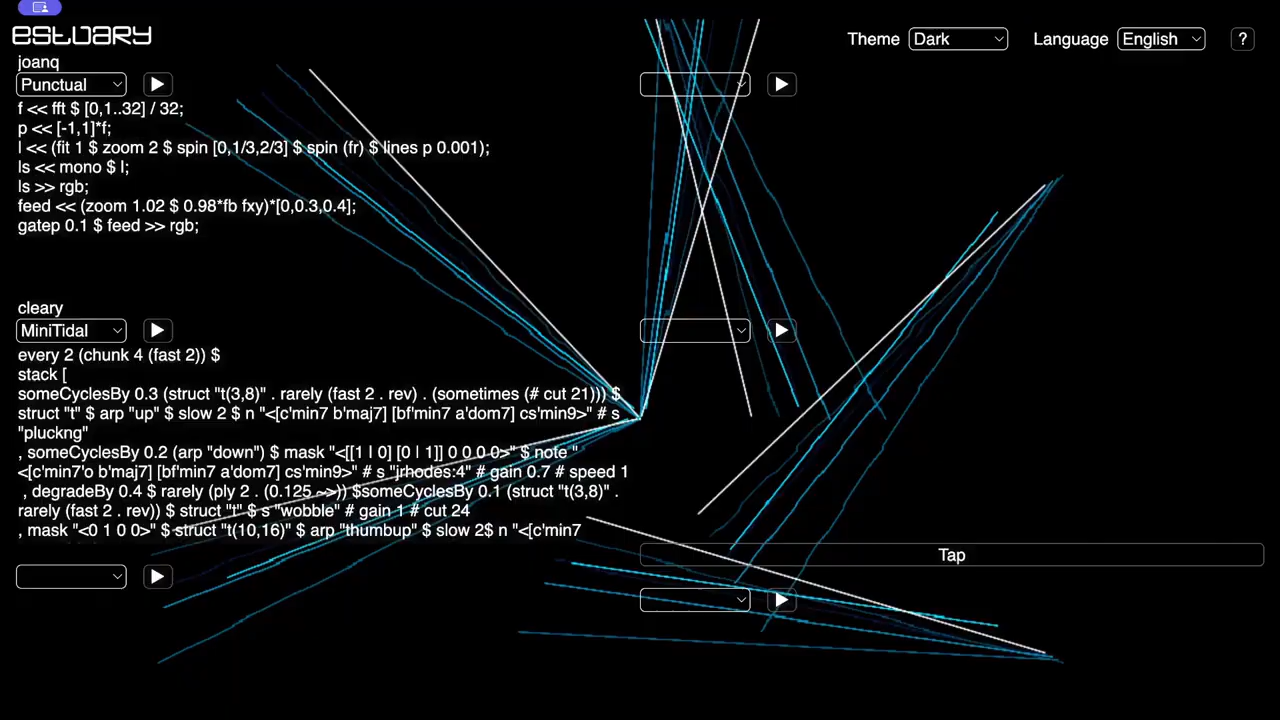 estuary
Theme Dark Language English ?
joanq
Punctual
f << fft $ [0,1..32] / 32;
p << [-1,1]*f;
l << (fit 1 $ zoom 2 $ spin [0,1/3,2/3] $ spin (fr) $ lines p 0.001);
ls << mono $ l;
ls >> rgb;
feed << (zoom 1.02 $ 0.98*fb fxy)*[0,0.3,0.4];
gatep 0.1 $ feed >> rgb;
cleary
MiniTidal
every 2 (chunk 4 (fast 2)) $
stack [
someCyclesBy 0.3 (struct "t(3,8)" . rarely (fast 2 . rev) . (sometimes (# cut 21))) $
struct "t" $ arp "up" $ slow 2 $ n "<[c'min7 b'maj7] [bf'min7 a'dom7] cs'min9>" # s
"pluckng"
, someCyclesBy 0.2 (arp "down") $ mask "<[[1 | 0] [0 | 1]] 0 0 0 0>" $ note "
<[c'min7'o b'maj7] [bf'min7 a'dom7] cs'min9>" # s "jrhodes:4" # gain 0.7 # speed 1
, degradeBy 0.4 $ rarely (ply 2 . (0.125 ~>)) $someCyclesBy 0.1 (struct "t(3,8)" .
rarely (fast 2 . rev)) $ struct "t" $ s "wobble" # gain 1 # cut 24
, mask "<0 1 0 0>" $ struct "t(10,16)" $ arp "thumbup" $ slow 2$ n "<[c'min7
Tap